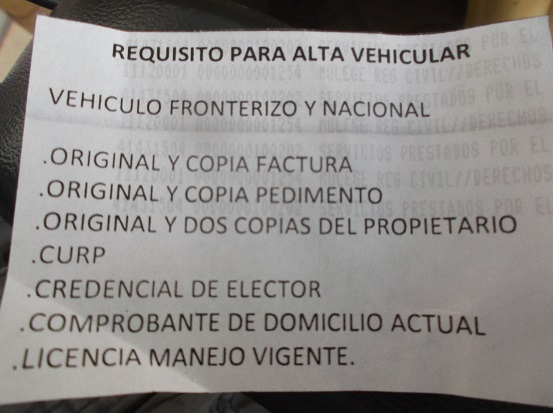 REQUISITO PARA ALTA VEHICULAR
VEHICULO FRONTERIZO Y NACIONAL
.ORIGINAL Y COPIA FACTURA
.ORIGINAL Y COPIA PEDIMENTO
.ORIGINAL Y DOS COPIAS DEL PROPIETARIO
.CURP
.CREDENCIAL DE ELECTOR
.COMPROBANTE DE DOMICILIO ACTUAL
.LICENCIA MANEJO VIGENTE.